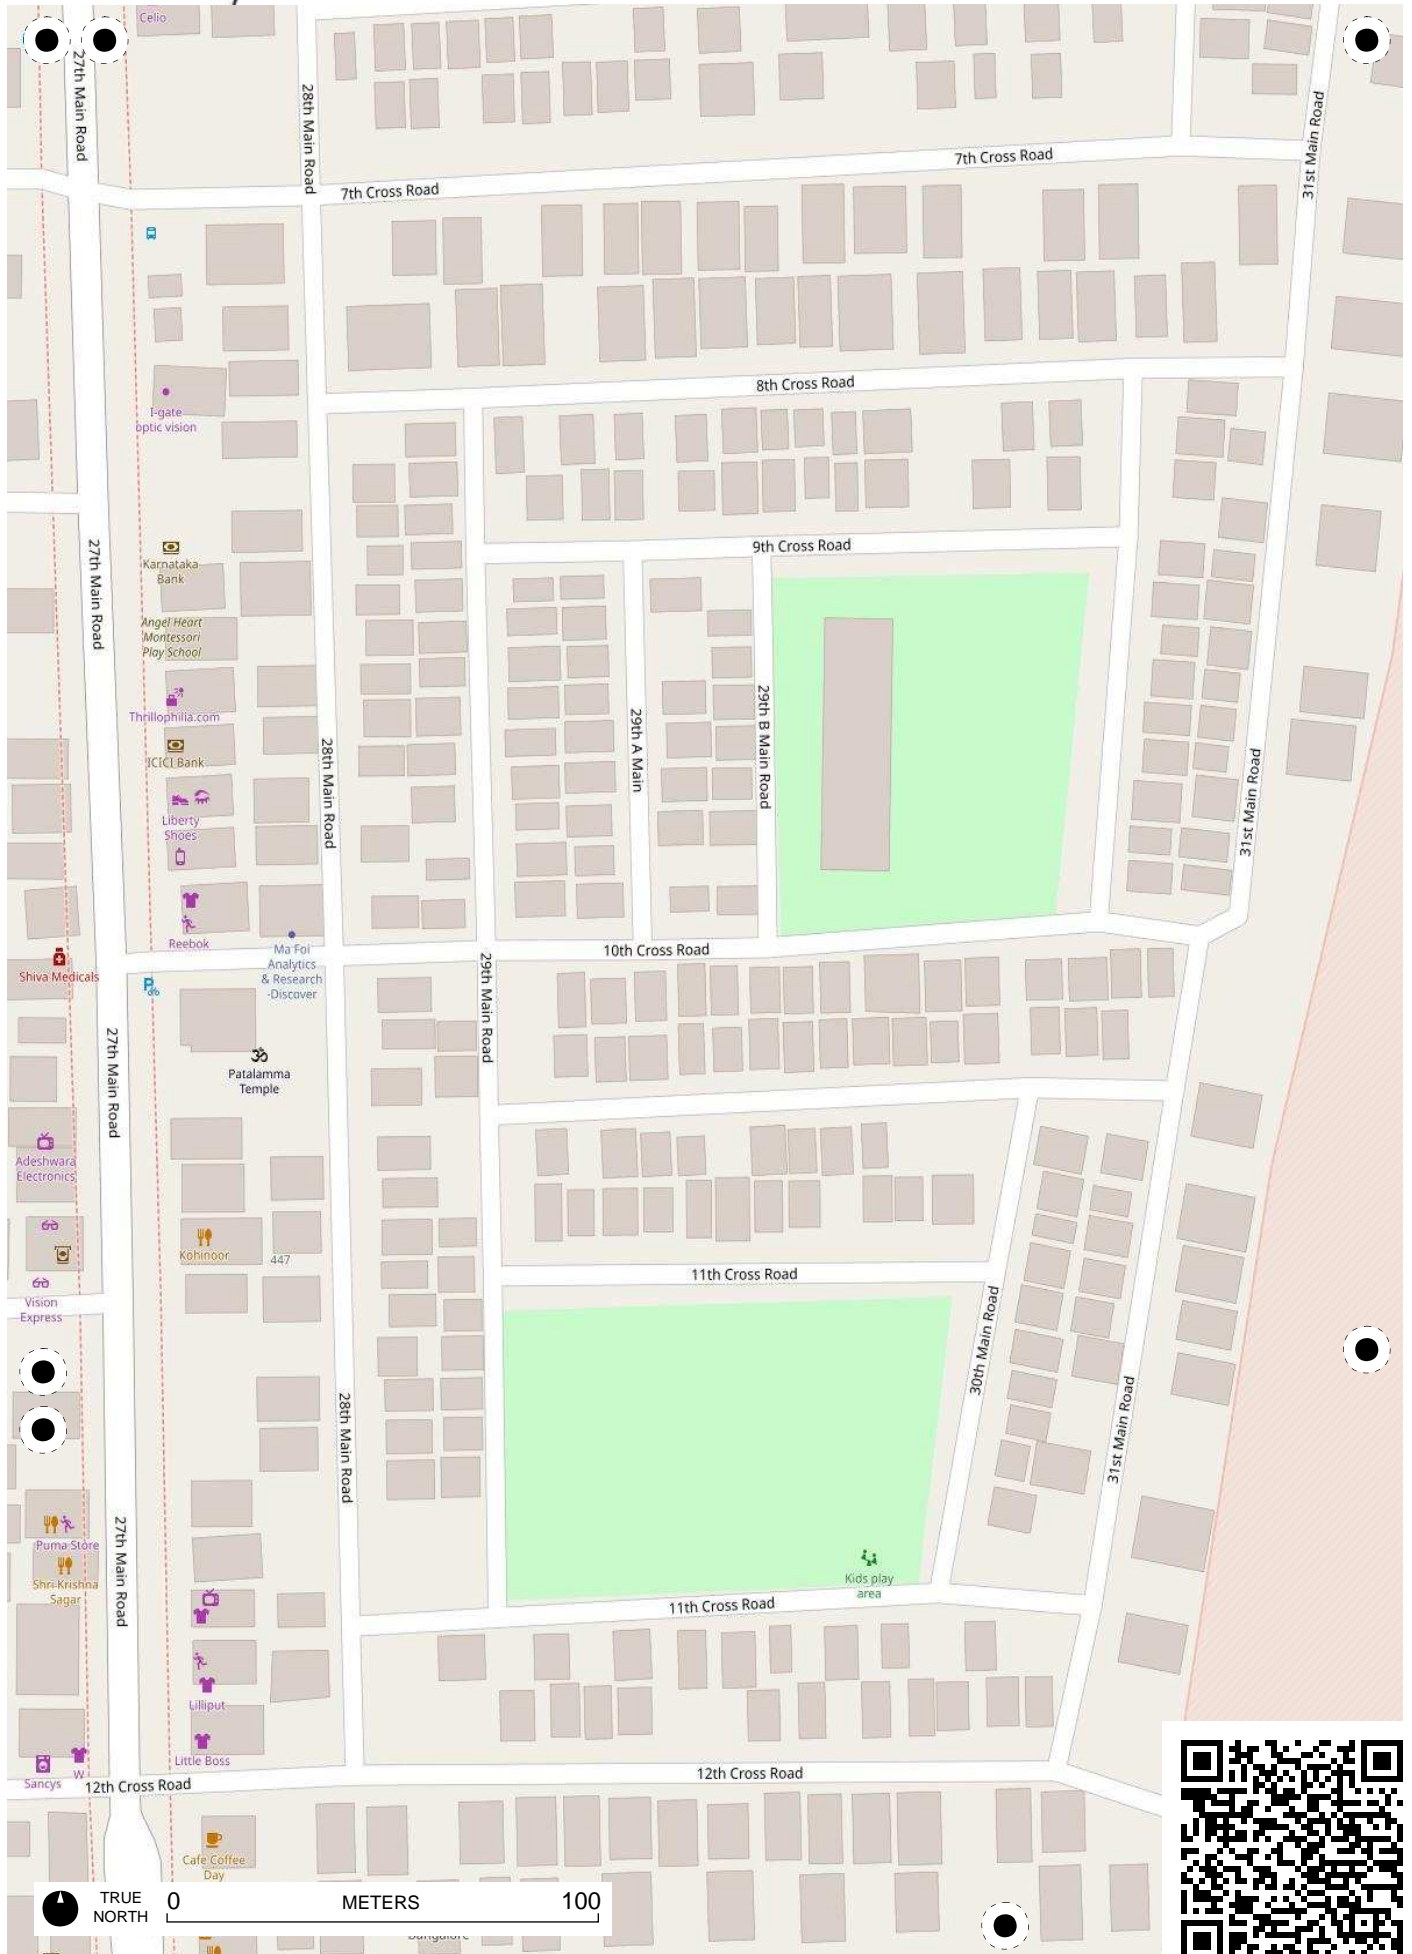 Celio
27th Main Road
28th Main Road
31st Main Road
7th Cross Road
7th Cross Road
8th Cross Road
I-gate
optic vision
9th Cross Road
27th Main Road
Karnataka
Bank
Angel Heart
Montessori
Play School
Thrillophilia.com
ICICI Bank
28th Main Road
29th A Main
29th B Main Road
31st Main Road
Liberty
Shoes
Reebok
Ma Foi
Analytics
& Research
-Discover
10th Cross Road
Shiva Medicals
P
29th Main Road
27th Main Road
ॐ
Patalamma
Temple
Adeshwara
Electronics
Kohinoor
447
11th Cross Road
Vision
Express
30th Main Road
28th Main Road
31st Main Road
27th Main Road
Puma Store
Shri Krishna
Sagar
Kids play
area
11th Cross Road
Lilliput
Little Boss
Sancys
W
12th Cross Road
12th Cross Road
Cafe Coffee
Day
TRUE
NORTH
0 METERS 100